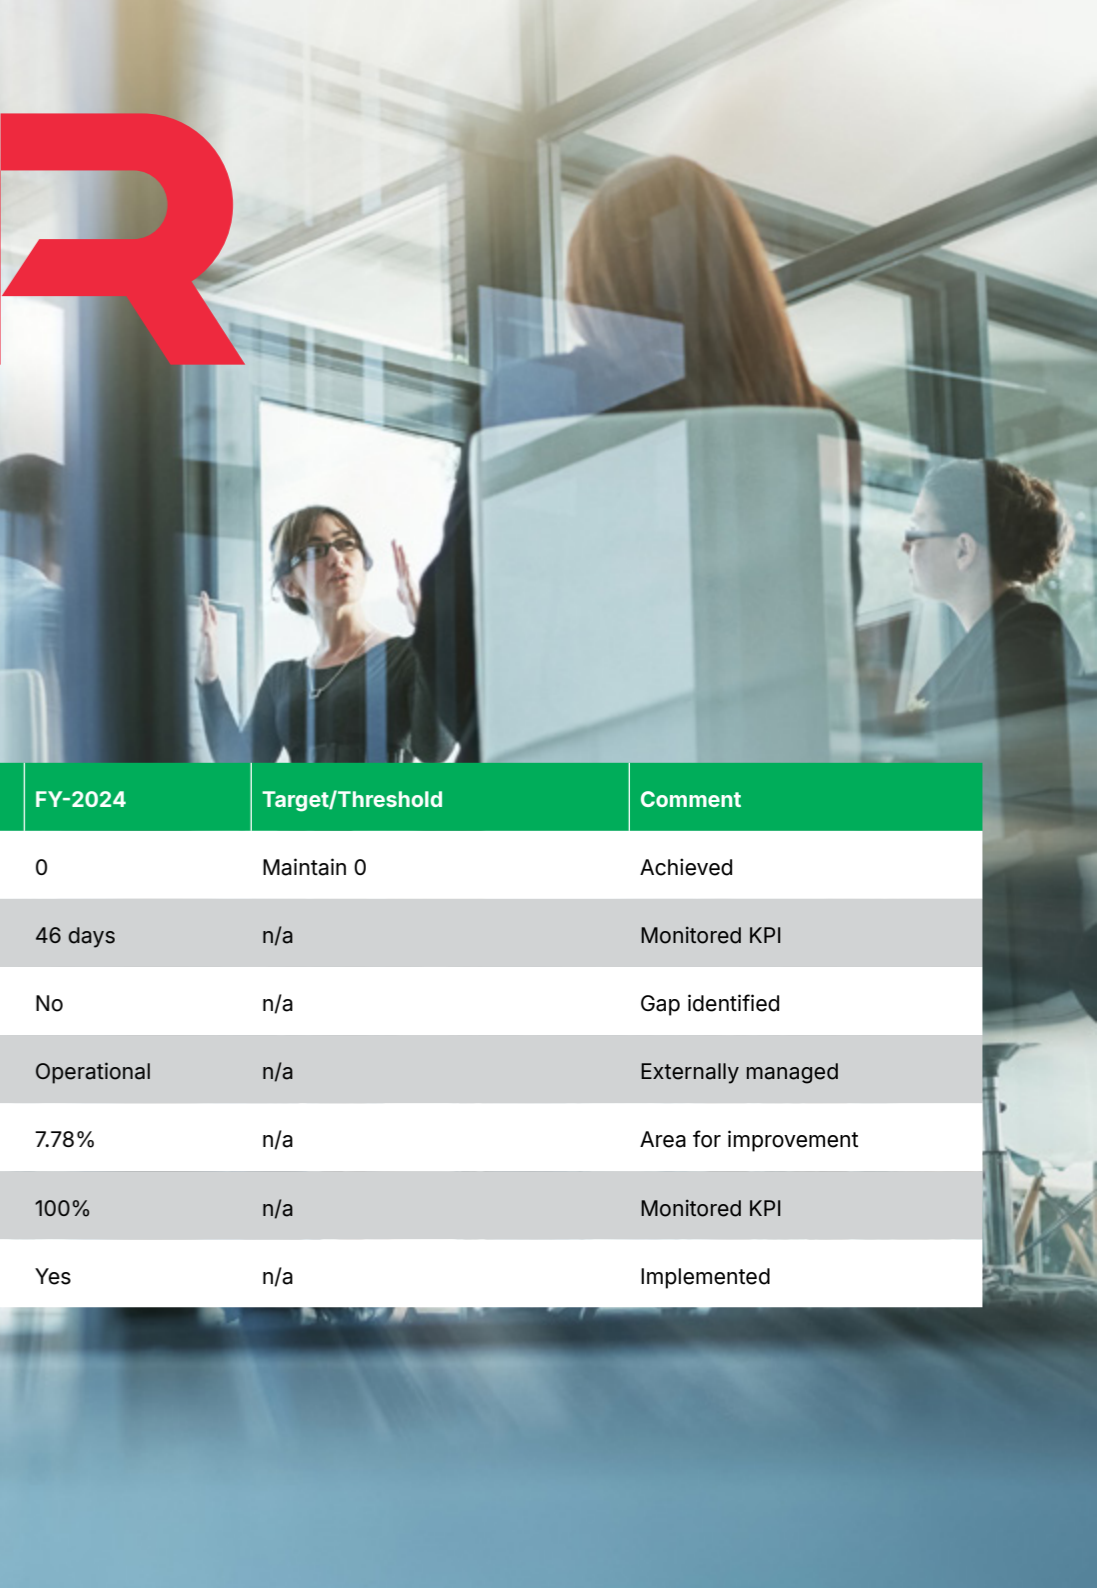 R
FY-2024 Target/Threshold Comment
0 Maintain 0 Achieved
46 days n/a Monitored KPI
No n/a Gap identified
Operational n/a Externally managed
7.78% n/a Area for improvement
100% n/a Monitored KPI
Yes n/a Implemented